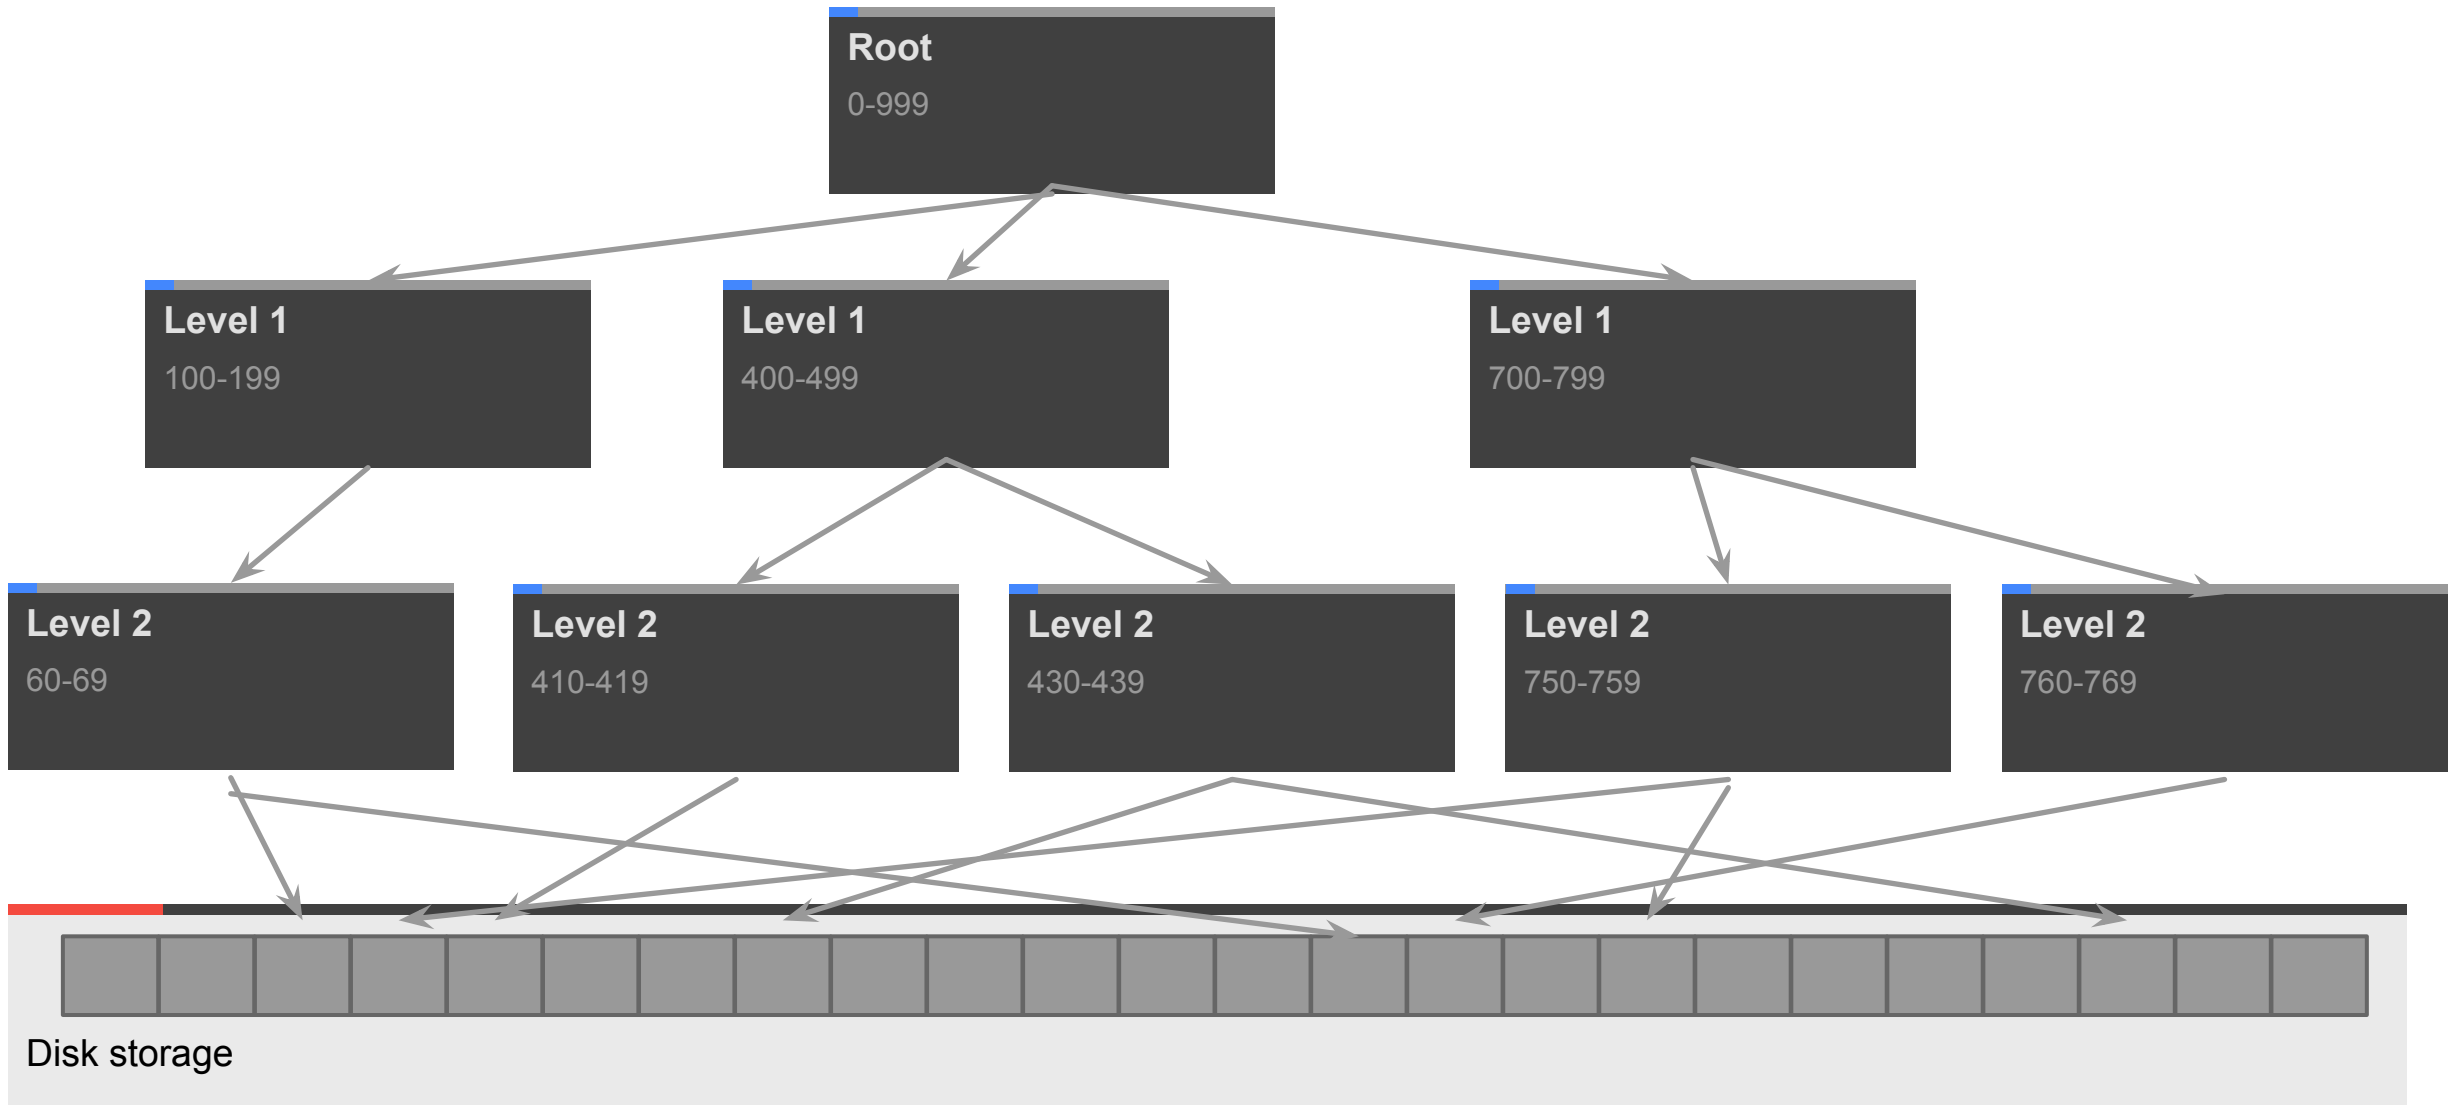 Root
0-999
Level 1
100-199
Level 1
400-499
Level 1
700-799
Level 2
60-69
Level 2
410-419
Level 2
430-439
Level 2
750-759
Level 2
760-769
Disk storage